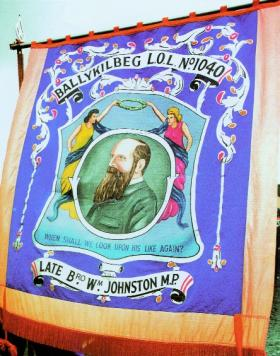 BALLYKILBEG L.O.L. No 1040
WHEN SHALL WE LOOK UPON HIS LIKE AGAIN?
LATE BRO WM JOHNSTON M.P.